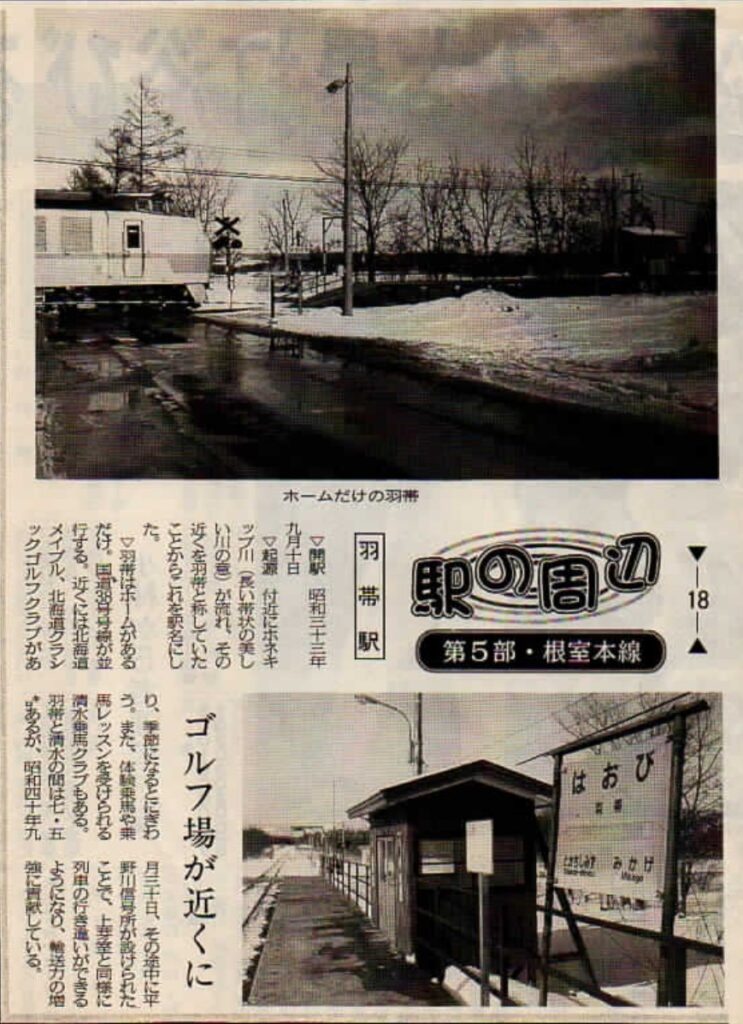 ホームだけの羽帯
▼―18―▲
駅の周辺
第5部・根室本線
羽帯駅
▽開駅　昭和三十三年
九月十日
▽起源　付近にホネキ
ップ川（長い帯状の美し
い川の意）が流れ、その
近くを羽帯と称していた
ことからこれを駅名にし
た。
▽羽帯はホームがある
だけ。国道38号線が並
行する。近くには北海道
メイプル、北海道クラシ
ックゴルフクラブがあ
ゴルフ場が近くに
り、季節になるとにぎわ
う。また、体験乗馬や乗
馬レッスンを受けられる
清水乗馬クラブもある。
羽帯と清水の間は七・五
㌔あるが、昭和四十年九
月三十日、その途中に平
野川信号所が設けられた
ことで、上芽室と同様に
列車の行き違いができる
ようになり、輸送力の増
強に貢献している。
はおび
羽帯
とかちしみず　みかげ
Mikage